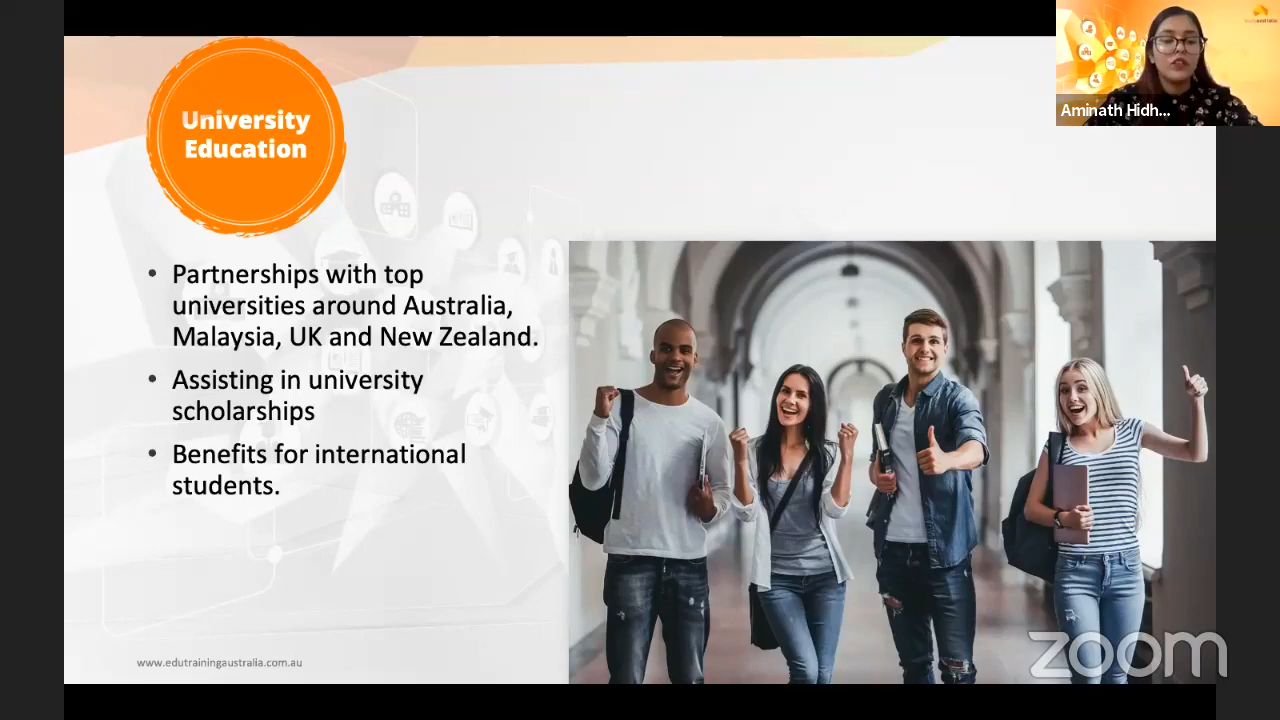 University
Education
Aminath Hidh...
• Partnerships with top
universities around Australia,
Malaysia, UK and New Zealand.
• Assisting in university
scholarships
• Benefits for international
students.
www.edutrainingaustralia.com.au
zoom